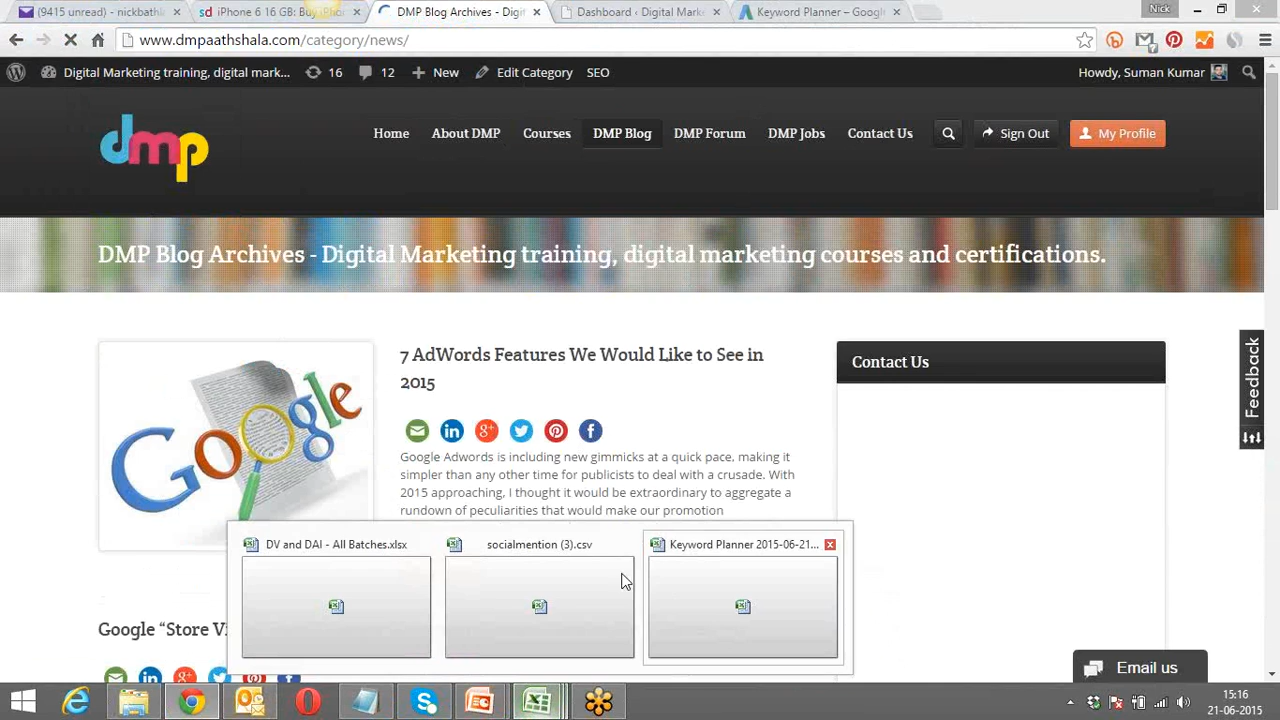 Nick
(9415 unread) - nickbathl
iPhone 6 16 GB: Buy iPho
DMP Blog Archives - Digit
Dashboard ‹ Digital Mark
Keyword Planner – Google
www.dmpaathshala.com/category/news/
Digital Marketing training, digital mark...
16
12
New
Edit Category
SEO
Howdy, Suman Kumar
dmp
Home
About DMP
Courses
DMP Blog
DMP Forum
DMP Jobs
Contact Us
Sign Out
My Profile
DMP Blog Archives - Digital Marketing training, digital marketing courses and certifications.
Google
7 AdWords Features We Would Like to See in
2015
Google Adwords is including new gimmicks at a quick pace, making it
simpler than any other time for publicists to deal with a crusade. With
2015 approaching, I thought it would be extraordinary to aggregate a
rundown of peculiarities that would make our promotion
Contact Us
Feedback
DV and DAI - All Batches.xlsx
socialmention (3).csv
Keyword Planner 2015-06-21...
Google “Store Vi
Email us
15:16
21-06-2015